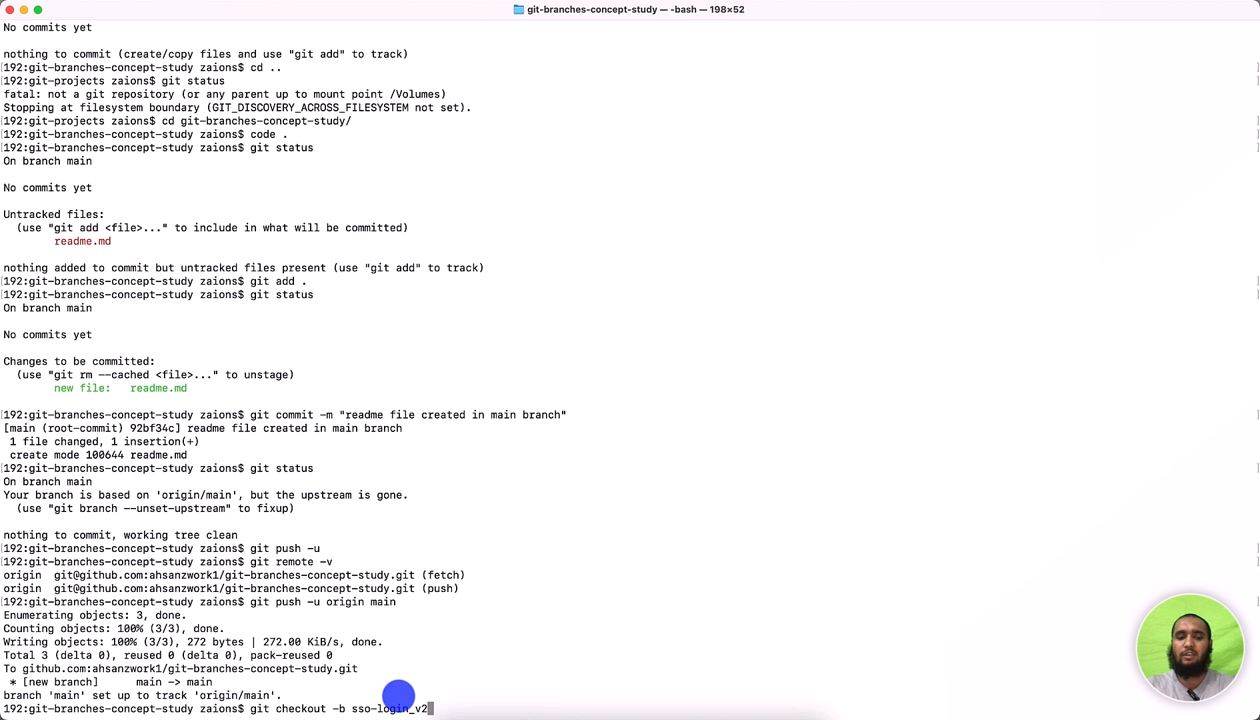 git-branches-concept-study — -bash — 198×52
No commits yet
nothing to commit (create/copy files and use "git add" to track)
[192:git-branches-concept-study zaions$ cd ..
[192:git-projects zaions$ git status
fatal: not a git repository (or any parent up to mount point /Volumes)
Stopping at filesystem boundary (GIT_DISCOVERY_ACROSS_FILESYSTEM not set).
[192:git-projects zaions$ cd git-branches-concept-study/
[192:git-branches-concept-study zaions$ code .
[192:git-branches-concept-study zaions$ git status
On branch main
No commits yet
Untracked files:
(use "git add <file>..." to include in what will be committed)
readme.md
nothing added to commit but untracked files present (use "git add" to track)
[192:git-branches-concept-study zaions$ git add .
[192:git-branches-concept-study zaions$ git status
On branch main
No commits yet
Changes to be committed:
(use "git rm --cached <file>..." to unstage)
new file:   readme.md
[192:git-branches-concept-study zaions$ git commit -m "readme file created in main branch"
[main (root-commit) 92bf34c] readme file created in main branch
1 file changed, 1 insertion(+)
create mode 100644 readme.md
[192:git-branches-concept-study zaions$ git status
On branch main
Your branch is based on 'origin/main', but the upstream is gone.
(use "git branch --unset-upstream" to fixup)
nothing to commit, working tree clean
[192:git-branches-concept-study zaions$ git push -u
[192:git-branches-concept-study zaions$ git remote -v
origin  git@github.com:ahsanzwork1/git-branches-concept-study.git (fetch)
origin  git@github.com:ahsanzwork1/git-branches-concept-study.git (push)
[192:git-branches-concept-study zaions$ git push -u origin main
Enumerating objects: 3, done.
Counting objects: 100% (3/3), done.
Writing objects: 100% (3/3), 272 bytes | 272.00 KiB/s, done.
Total 3 (delta 0), reused 0 (delta 0), pack-reused 0
To github.com:ahsanzwork1/git-branches-concept-study.git
* [new branch]      main -> main
branch 'main' set up to track 'origin/main'.
192:git-branches-concept-study zaions$ git checkout -b sso-login_v2